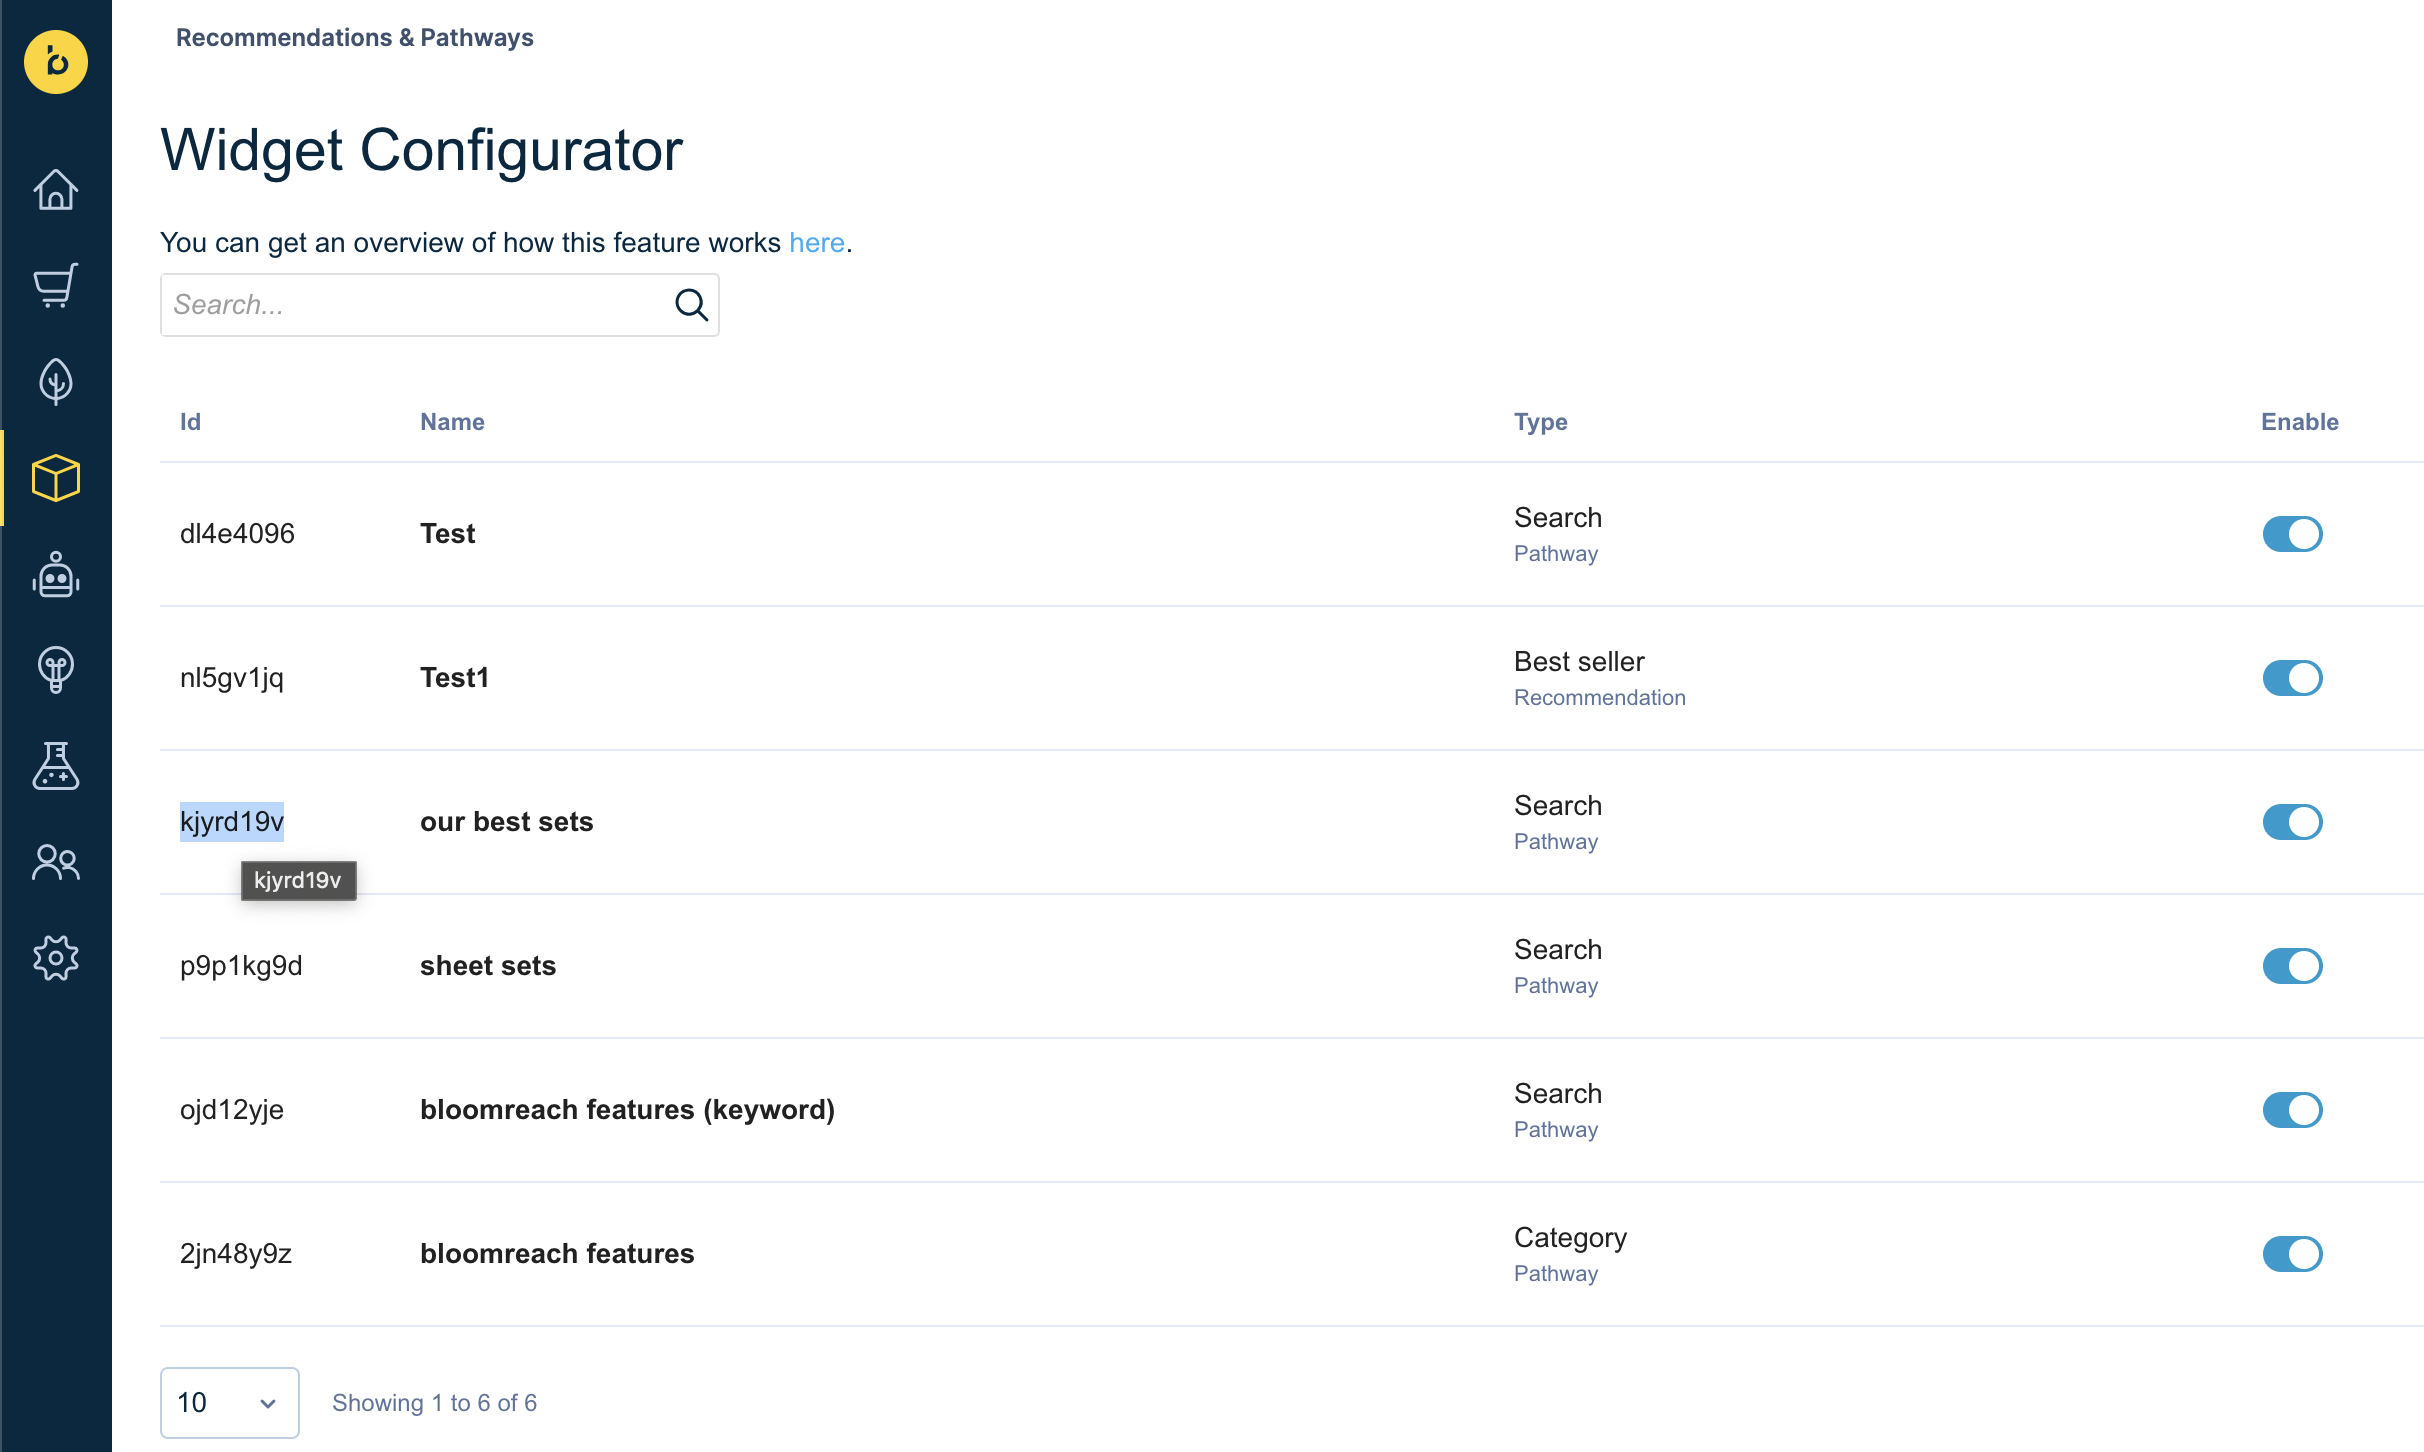 Recommendations & Pathways
Widget Configurator
You can get an overview of how this feature works here.
Search...
Id Name Type Enable
dl4e4096 Test Search
Pathway
nl5gv1jq Test1 Best seller
Recommendation
kjyrd19v our best sets Search
Pathway
kjyrd19v
p9p1kg9d sheet sets Search
Pathway
ojd12yje bloomreach features (keyword) Search
Pathway
2jn48y9z bloomreach features Category
Pathway
10 Showing 1 to 6 of 6